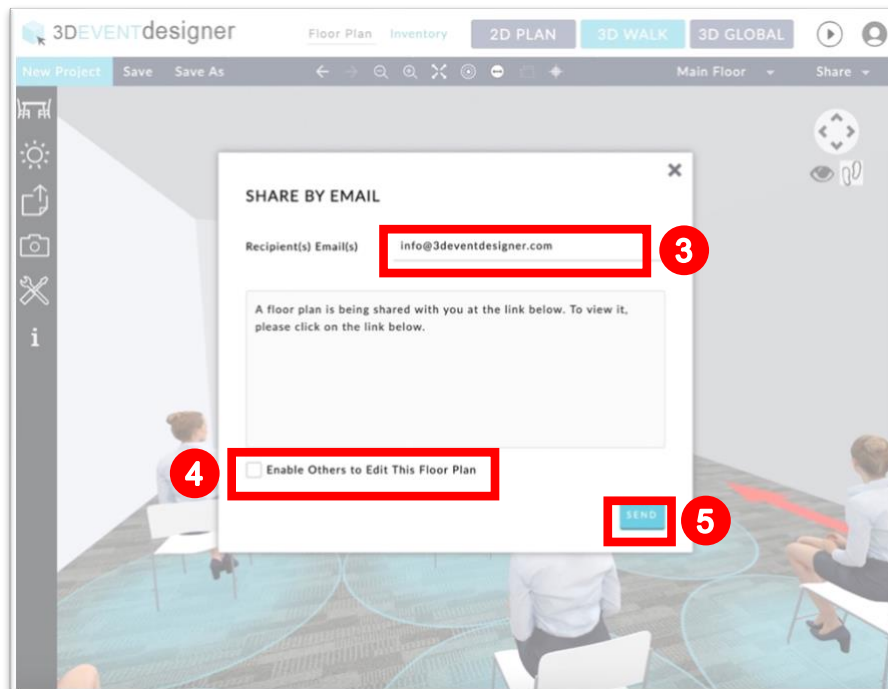 3DEVENTdesigner
Floor Plan Inventory 2D PLAN 3D WALK 3D GLOBAL
New Project Save Save As Main Floor Share
SHARE BY EMAIL
Recipient(s) Email(s) info@3deventdesigner.com 3
A floor plan is being shared with you at the link below. To view it,
please click on the link below.
4 Enable Others to Edit This Floor Plan
SEND 5